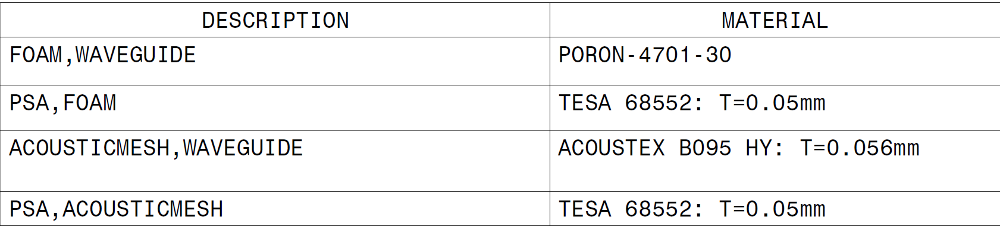 DESCRIPTION MATERIAL
FOAM,WAVEGUIDE PORON-4701-30
PSA,FOAM TESA 68552: T=0.05mm
ACOUSTICMESH,WAVEGUIDE ACOUSTEX B095 HY: T=0.056mm
PSA,ACOUSTICMESH TESA 68552: T=0.05mm